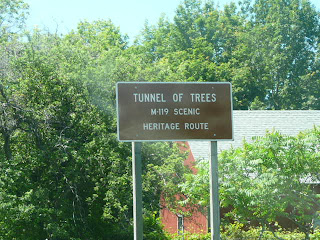 TUNNEL OF TREES
M-119 SCENIC
HERITAGE ROUTE